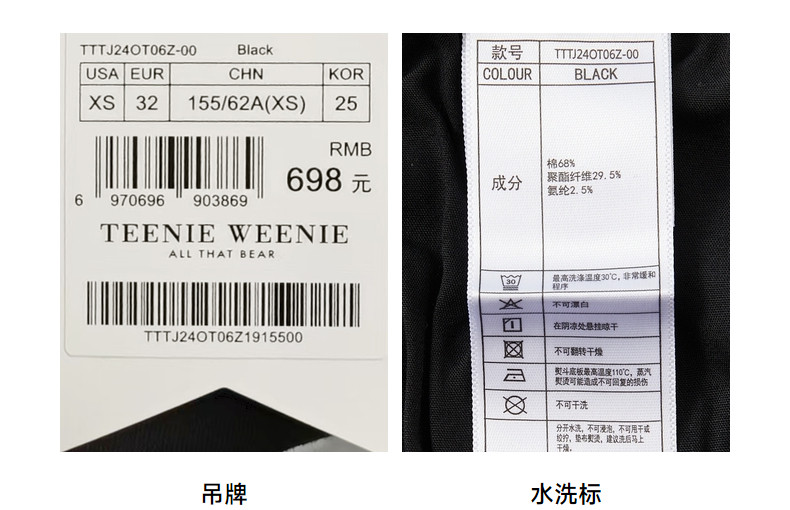 TTTJ24OT06Z-00 Black
USA EUR CHN KOR
XS 32 155/62A(XS) 25
RMB
698 元
6 970696 903869
TEENIE WEENIE
ALL THAT BEAR
TTTJ24OT06Z1915500
款号 TTTJ24OT06Z-00
COLOUR BLACK
成分
棉68%
聚酯纤维29.5%
氨纶2.5%
30
最高洗涤温度30℃,非常缓和
程序
不可漂白
在阴凉处悬挂晾干
不可翻转干燥
熨斗底板最高温度110℃,蒸汽
熨烫可能造成不可回复的损伤
不可干洗
分开水洗,不可浸泡,不可用干或
绞拧,垫布熨烫,建议洗后马上
干燥。
吊牌
水洗标